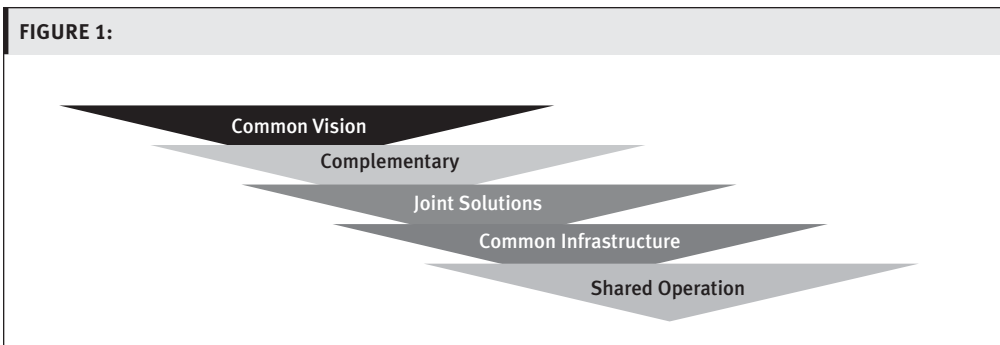 FIGURE 1:
Common Vision
Complementary
Joint Solutions
Common Infrastructure
Shared Operation